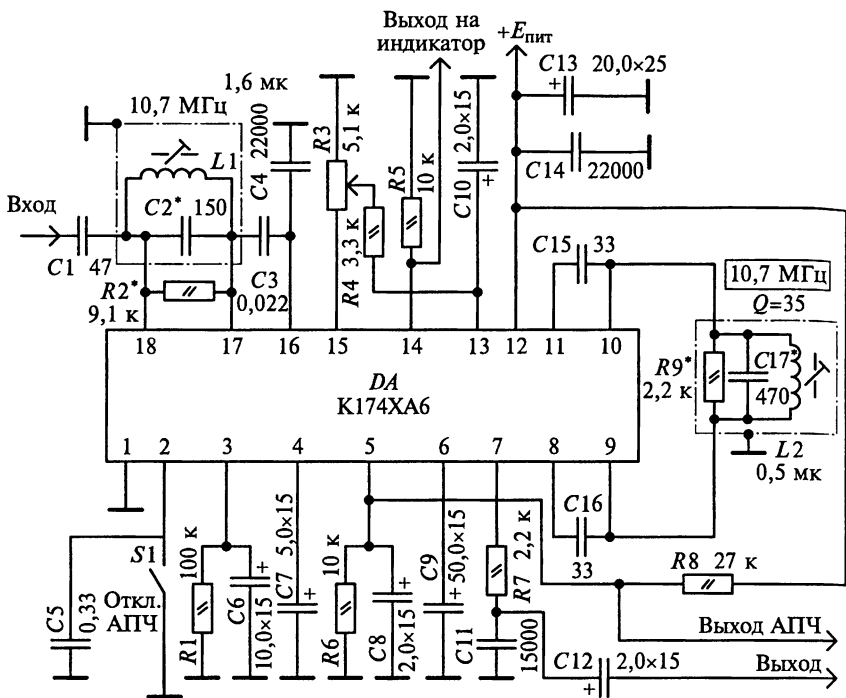 Выход на
индикатор
+Eпит
1,6 мк
10,7 МГц
L1
C2* 150
Вход
C1 47
R2*
9,1 к
C3
0,022
C4 22000
R3
5,1 к
R4 3,3 к
R5 10 к
C10 2,0×15
+
C13 20,0×25
+
C14 22000
C15 33
10,7 МГц
Q=35
R9*
2,2 к
C17*
470
L2
0,5 мк
18 17 16 15 14 13 12 11 10
DA
К174ХА6
1 2 3 4 5 6 7 8 9
S1
Откл.
АПЧ
C5 0,33
R1 100 к
C6 10,0×15
+
C7 5,0×15
+
R6 10 к
C8 2,0×15
+
C9 +50,0×15
R7 2,2 к
C11 15000
C16
33
R8 27 к
Выход АПЧ
C12 2,0×15
+
Выход